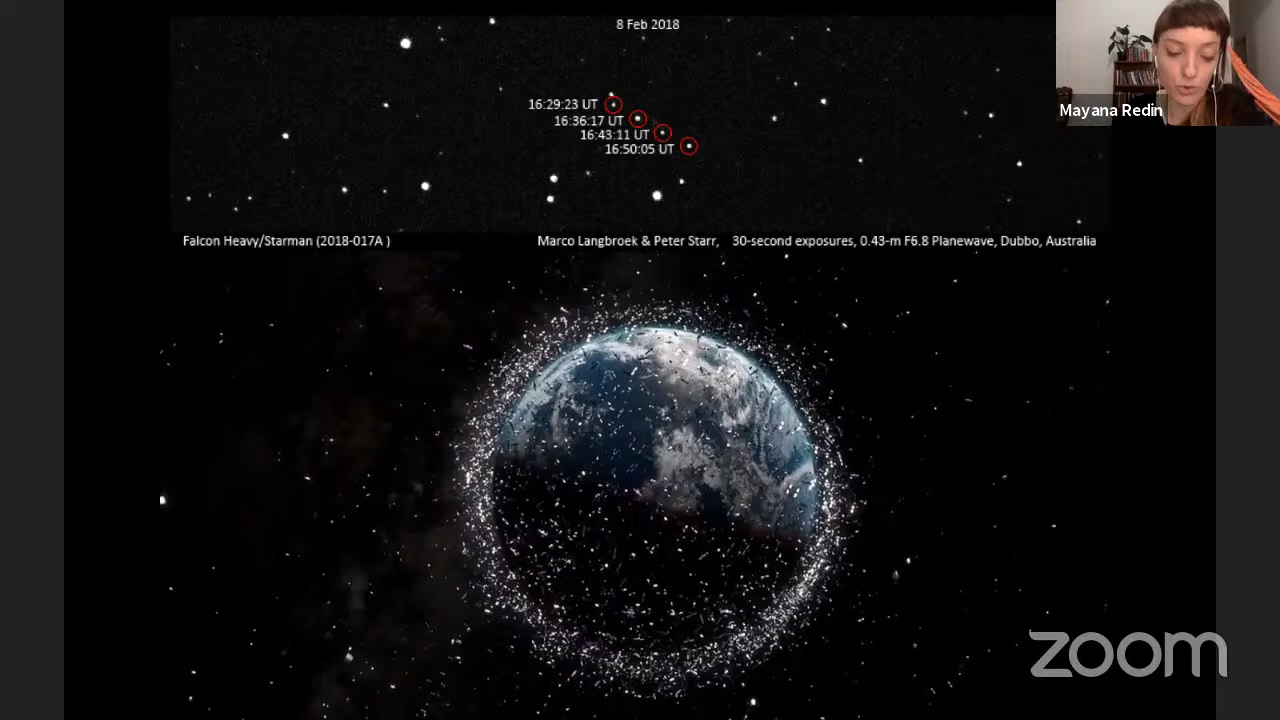 8 Feb 2018
Mayana Redin
16:29:23 UT
16:36:17 UT
16:43:11 UT
16:50:05 UT
Falcon Heavy/Starman (2018-017A )
Marco Langbroek & Peter Starr, 30-second exposures, 0.43-m F6.8 Planewave, Dubbo, Australia
zoom